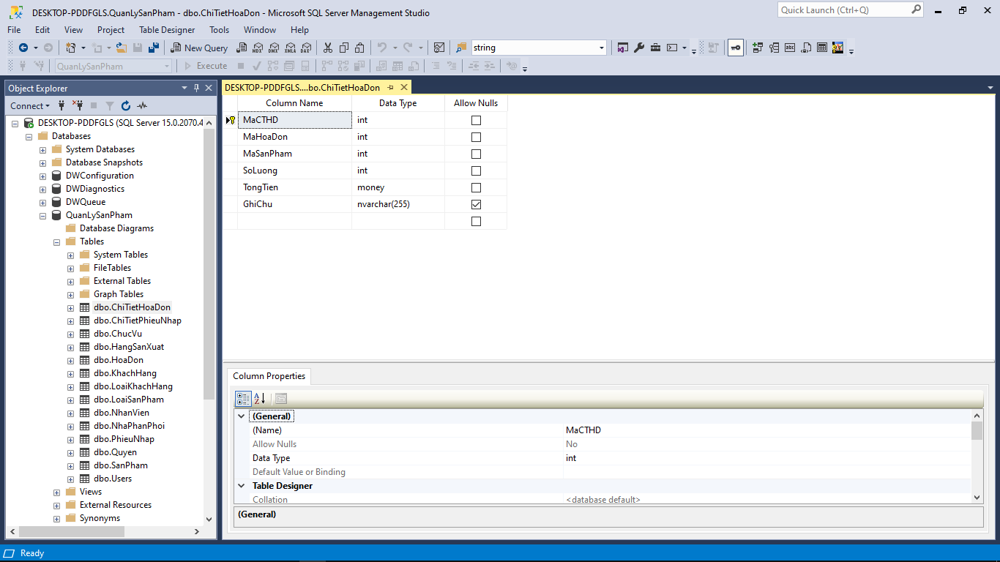 DESKTOP-PDDFGLS.QuanLySanPham - dbo.ChiTietHoaDon - Microsoft SQL Server Management Studio
Quick Launch (Ctrl+Q)
File Edit View Project Table Designer Tools Window Help
New Query MDX DMX XMLA DAX string
QuanLySanPham Execute
Object Explorer
Connect
DESKTOP-PDDFGLS (SQL Server 15.0.2070.4
Databases
System Databases
Database Snapshots
DWConfiguration
DWDiagnostics
DWQueue
QuanLySanPham
Database Diagrams
Tables
System Tables
FileTables
External Tables
Graph Tables
dbo.ChiTietHoaDon
dbo.ChiTietPhieuNhap
dbo.ChucVu
dbo.HangSanXuat
dbo.HoaDon
dbo.KhachHang
dbo.LoaiKhachHang
dbo.LoaiSanPham
dbo.NhanVien
dbo.NhaPhanPhoi
dbo.PhieuNhap
dbo.Quyen
dbo.SanPham
dbo.Users
Views
External Resources
Synonyms
DESKTOP-PDDFGLS....bo.ChiTietHoaDon
Column Name Data Type Allow Nulls
MaCTHD int
MaHoaDon int
MaSanPham int
SoLuong int
TongTien money
GhiChu nvarchar(255)
Column Properties
A Z
(General)
(Name) MaCTHD
Allow Nulls No
Data Type int
Default Value or Binding
Table Designer
Collation <database default>
(General)
Ready